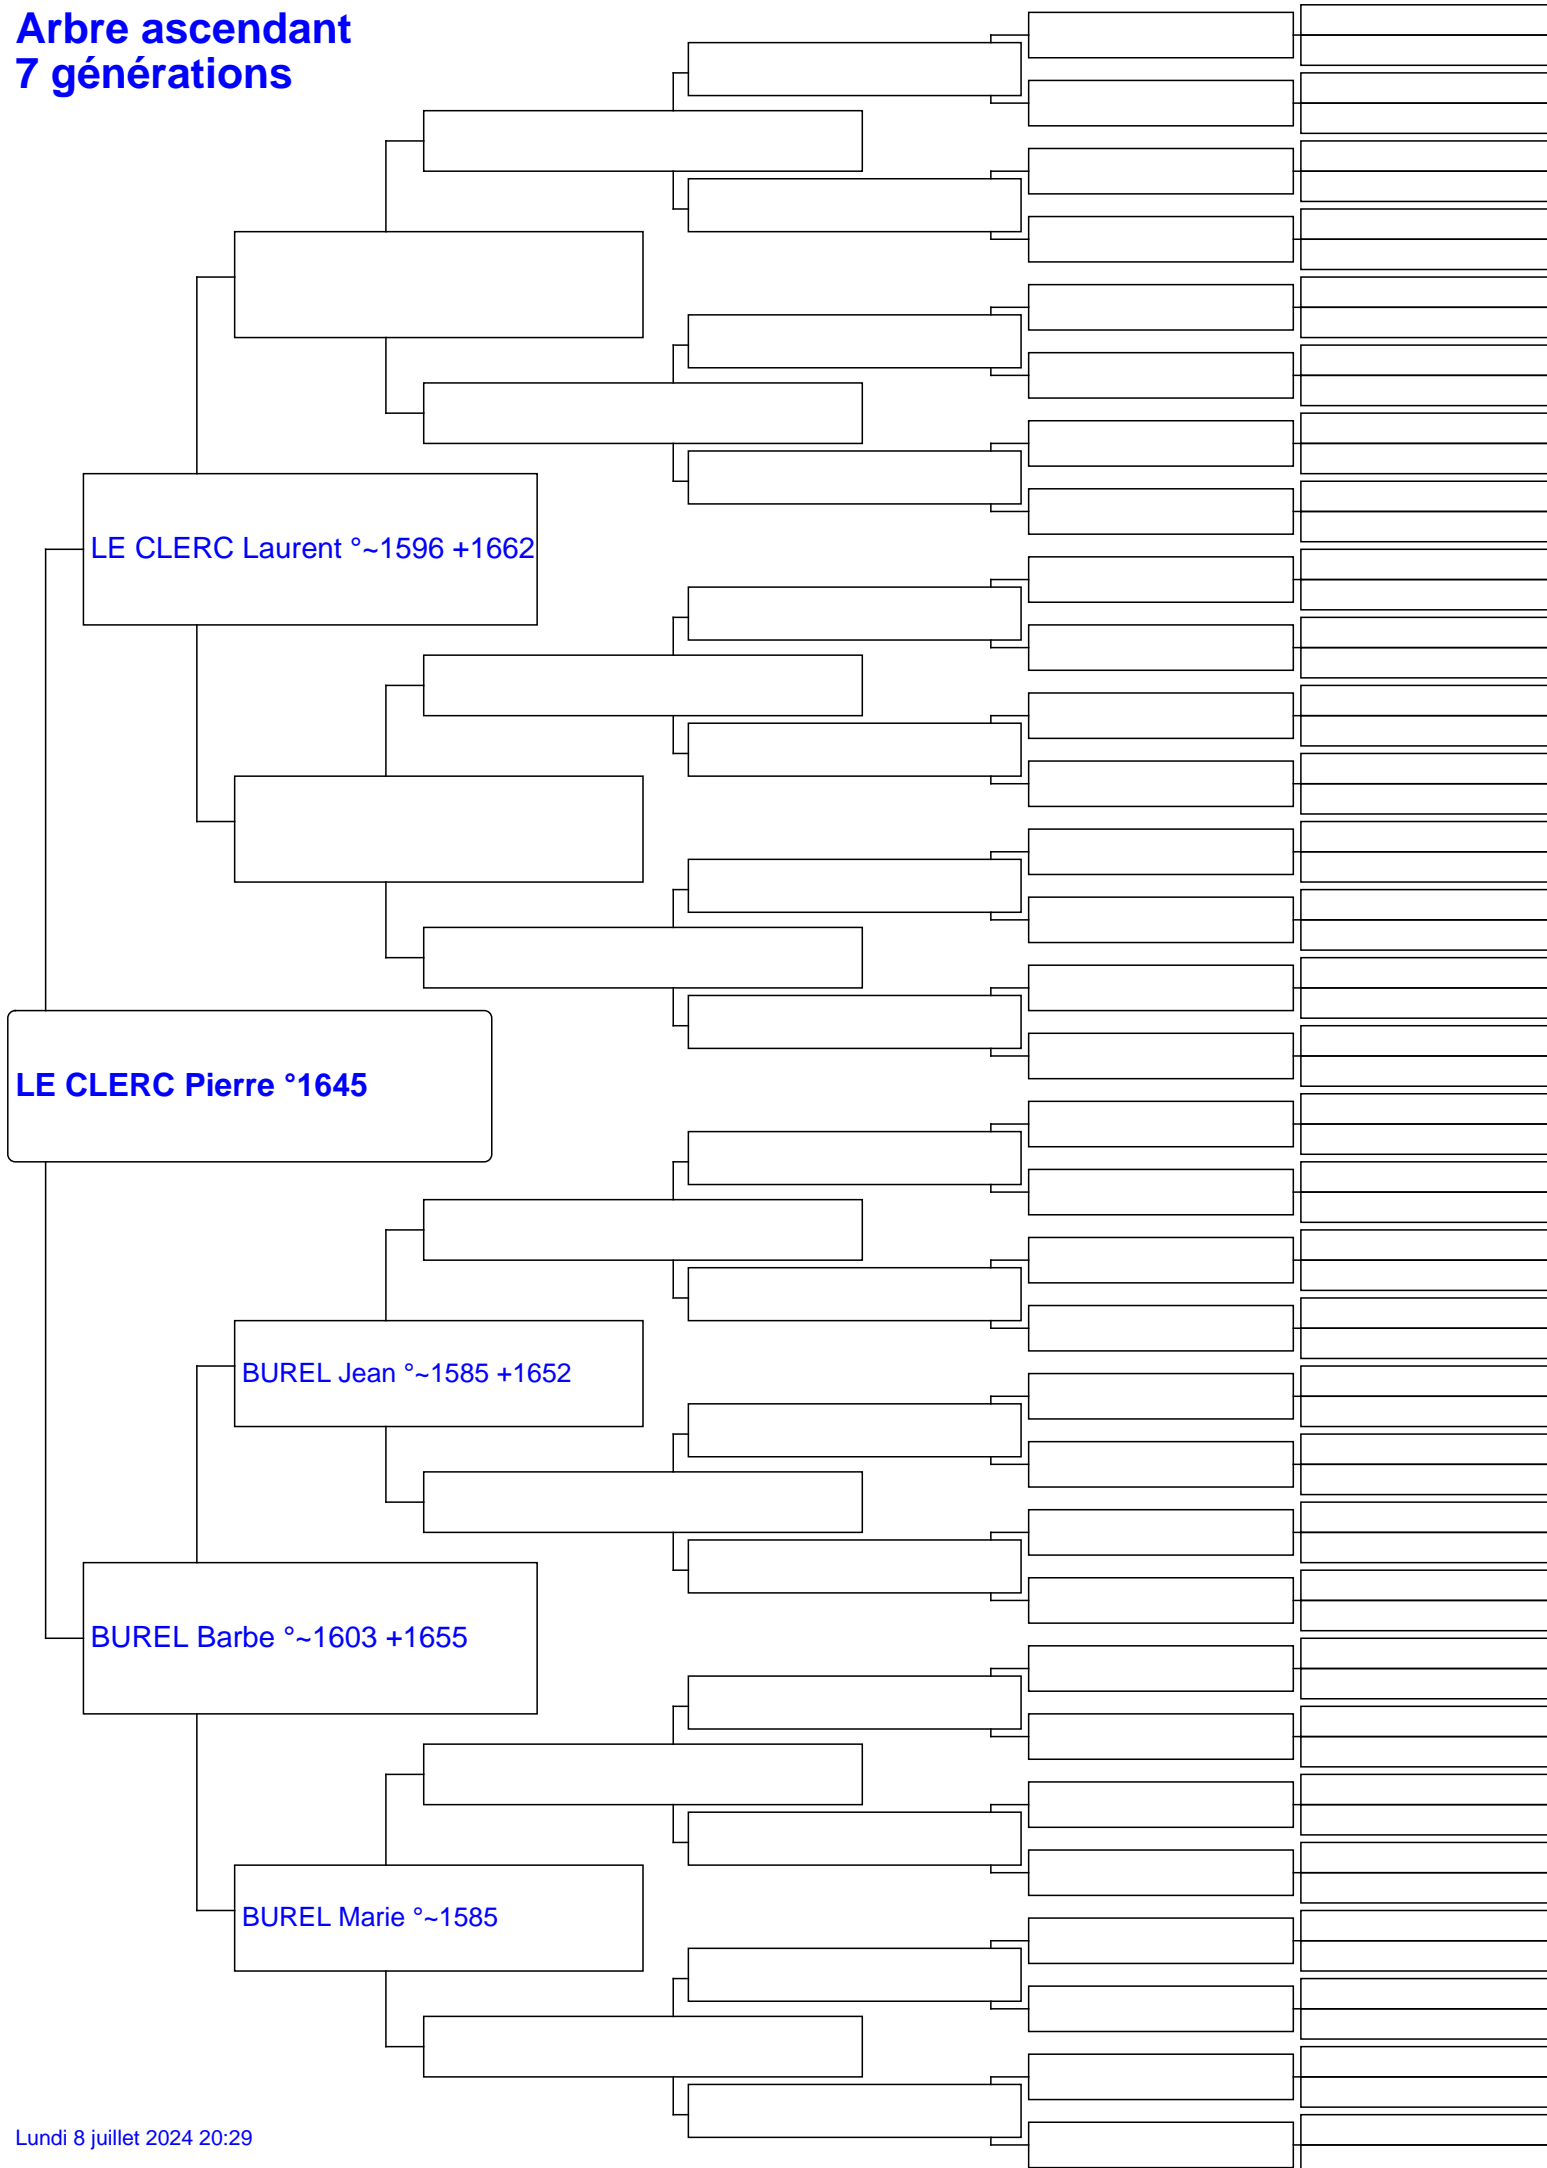 Arbre ascendant
7 générations
LE CLERC Laurent °~1596 +1662
LE CLERC Pierre °1645
BUREL Jean °~1585 +1652
BUREL Barbe °~1603 +1655
BUREL Marie °~1585
Lundi 8 juillet 2024 20:29